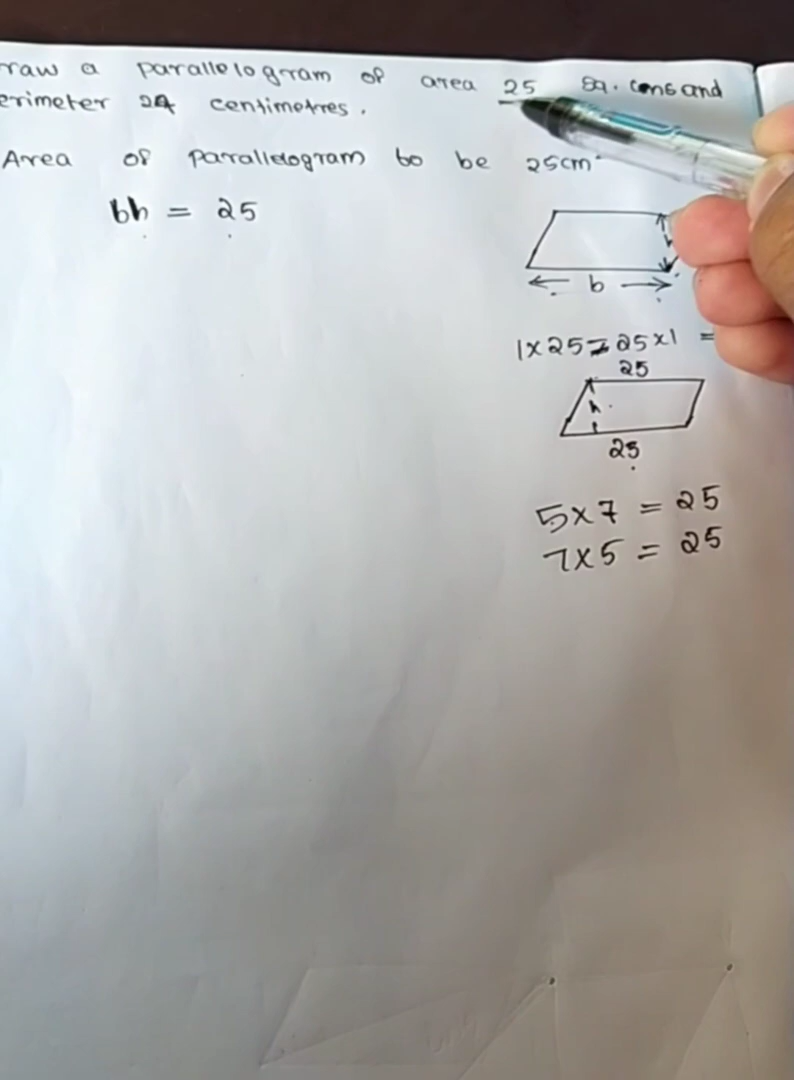 raw a parallelogram of area 25 sq. cms and
erimeter 24 centimetres.
Area of parallelogram to be 25cm
bh = 25
b
1x25=25x1 =
25
h
25
5x7 = 25
7x5 = 25